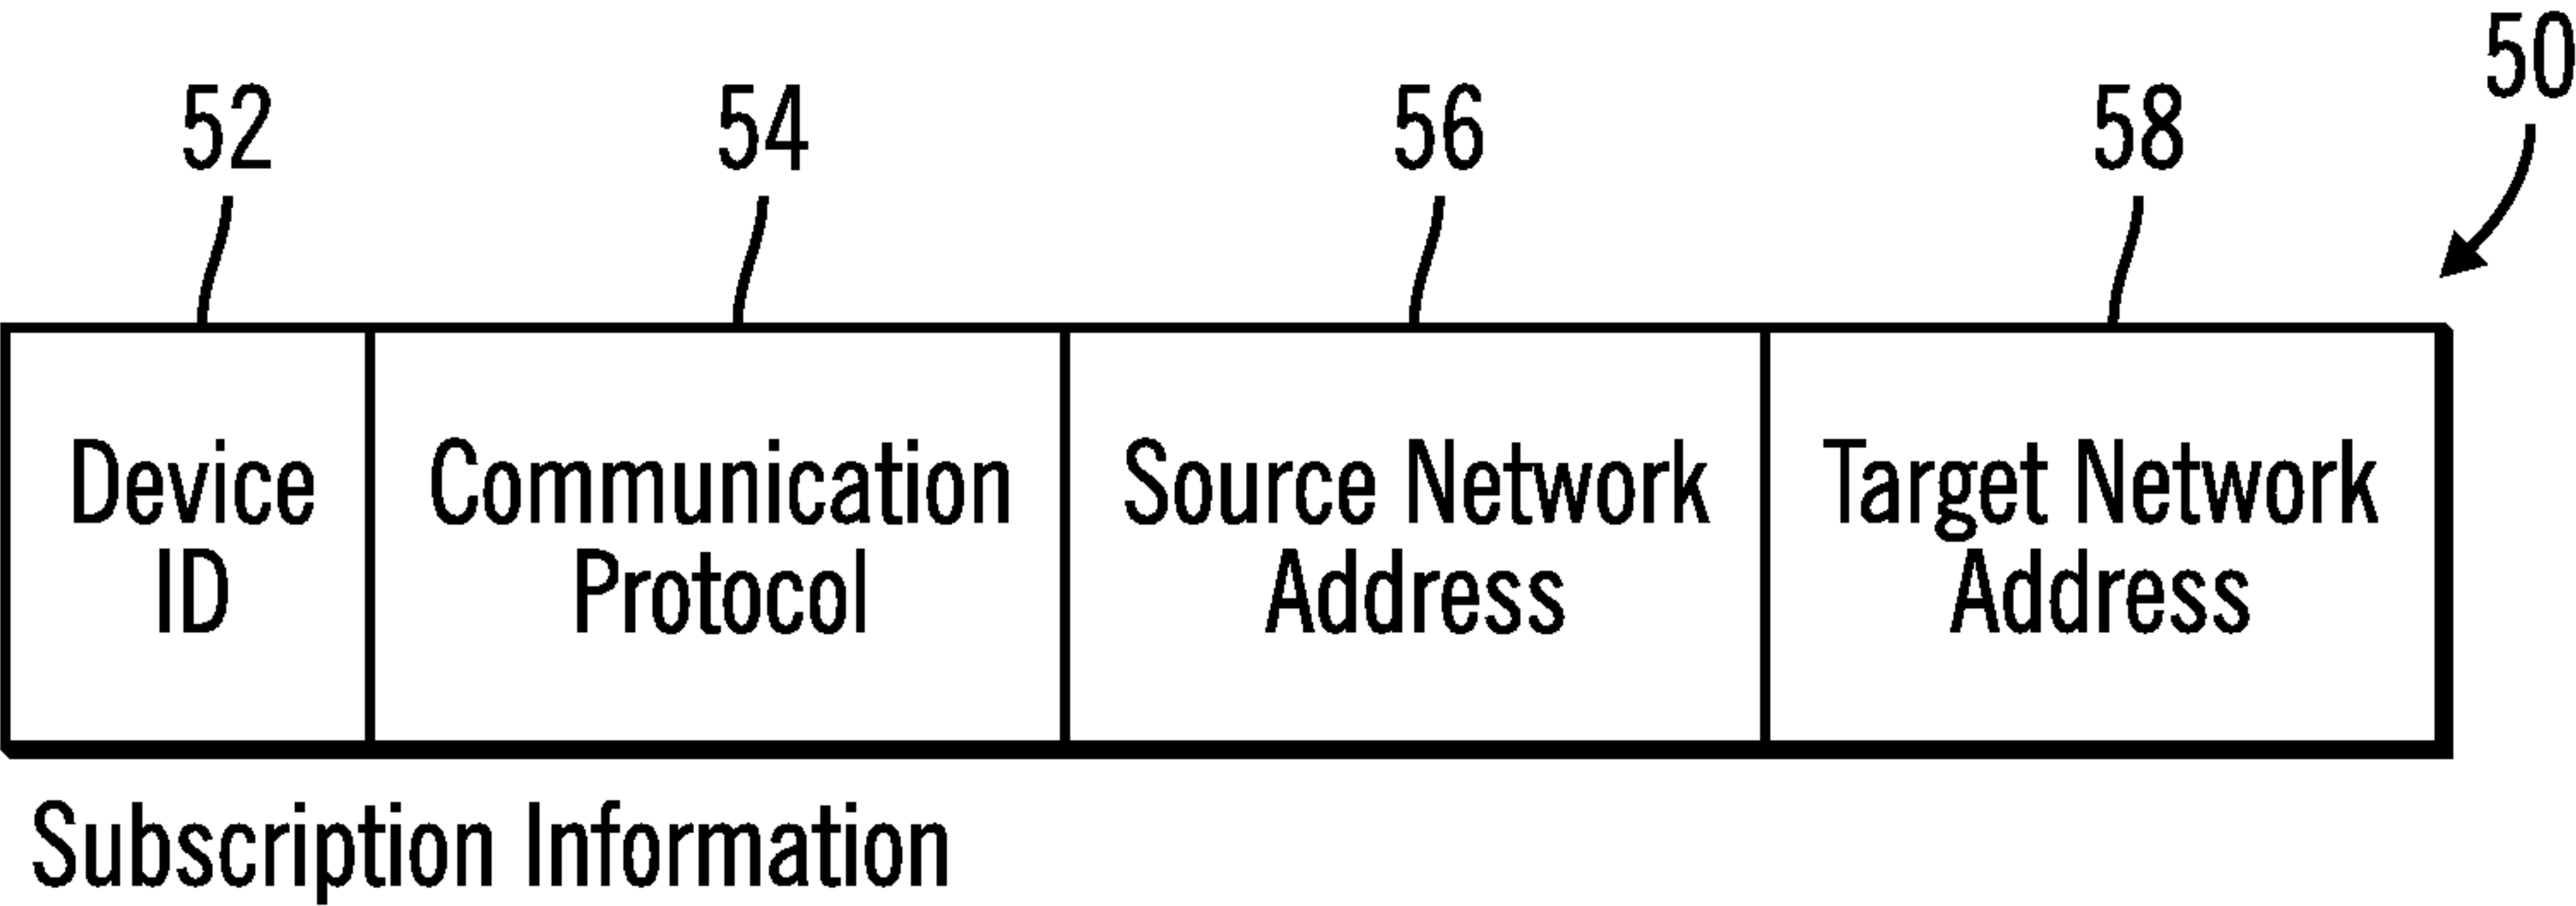 50
52
54
56
58
Device
ID
Communication
Protocol
Source Network
Address
Target Network
Address
Subscription Information